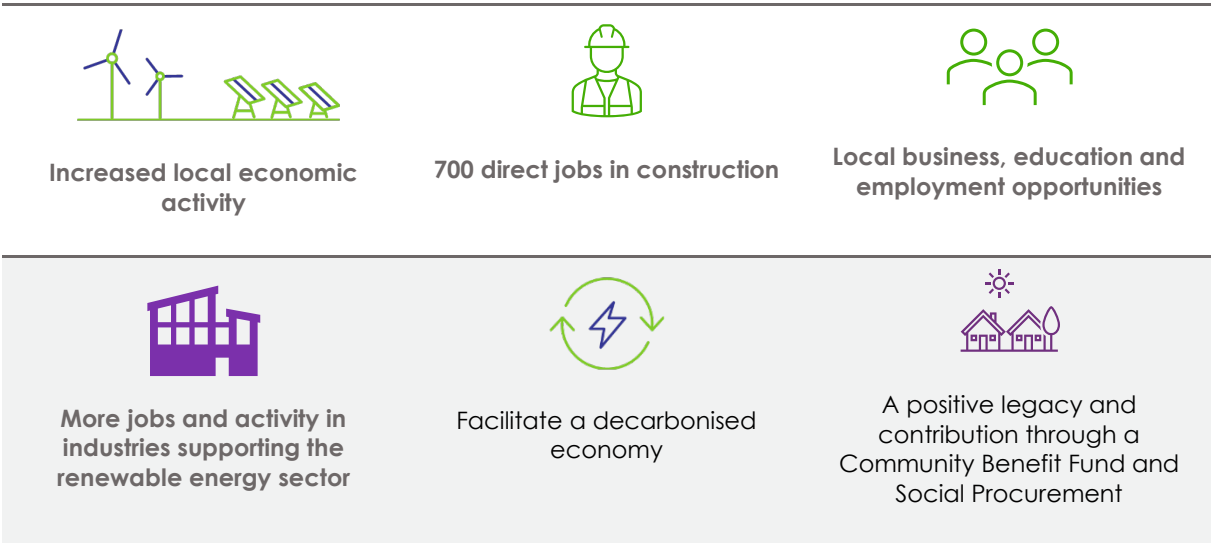 Increased local economic
activity
700 direct jobs in construction
Local business, education and
employment opportunities
More jobs and activity in
industries supporting the
renewable energy sector
Facilitate a decarbonised
economy
A positive legacy and
contribution through a
Community Benefit Fund and
Social Procurement